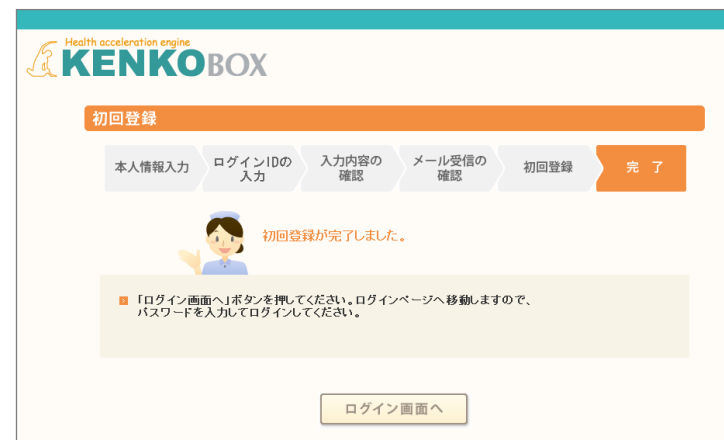 Health acceleration engine
KENKOBOX
初回登録
本人情報入力
ログインIDの
入力
入力内容の
確認
メール受信の
確認
初回登録
完 了
初回登録が完了しました。
「ログイン画面へ」ボタンを押してください。ログインページへ移動しますので、
パスワードを入力してログインしてください。
ログイン画面へ